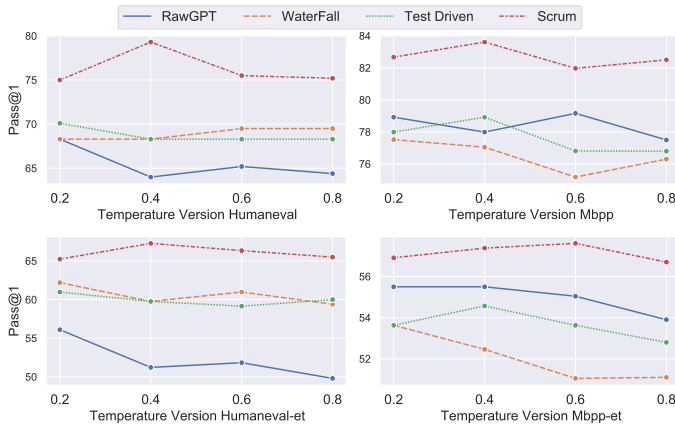 RawGPT WaterFall Test Driven Scrum
80
75
70
65
Pass@1
0.2 0.4 0.6 0.8
Temperature Version Humaneval
84
82
80
78
76
0.2 0.4 0.6 0.8
Temperature Version Mbpp
65
60
55
50
Pass@1
0.2 0.4 0.6 0.8
Temperature Version Humaneval-et
56
54
52
0.2 0.4 0.6 0.8
Temperature Version Mbpp-et